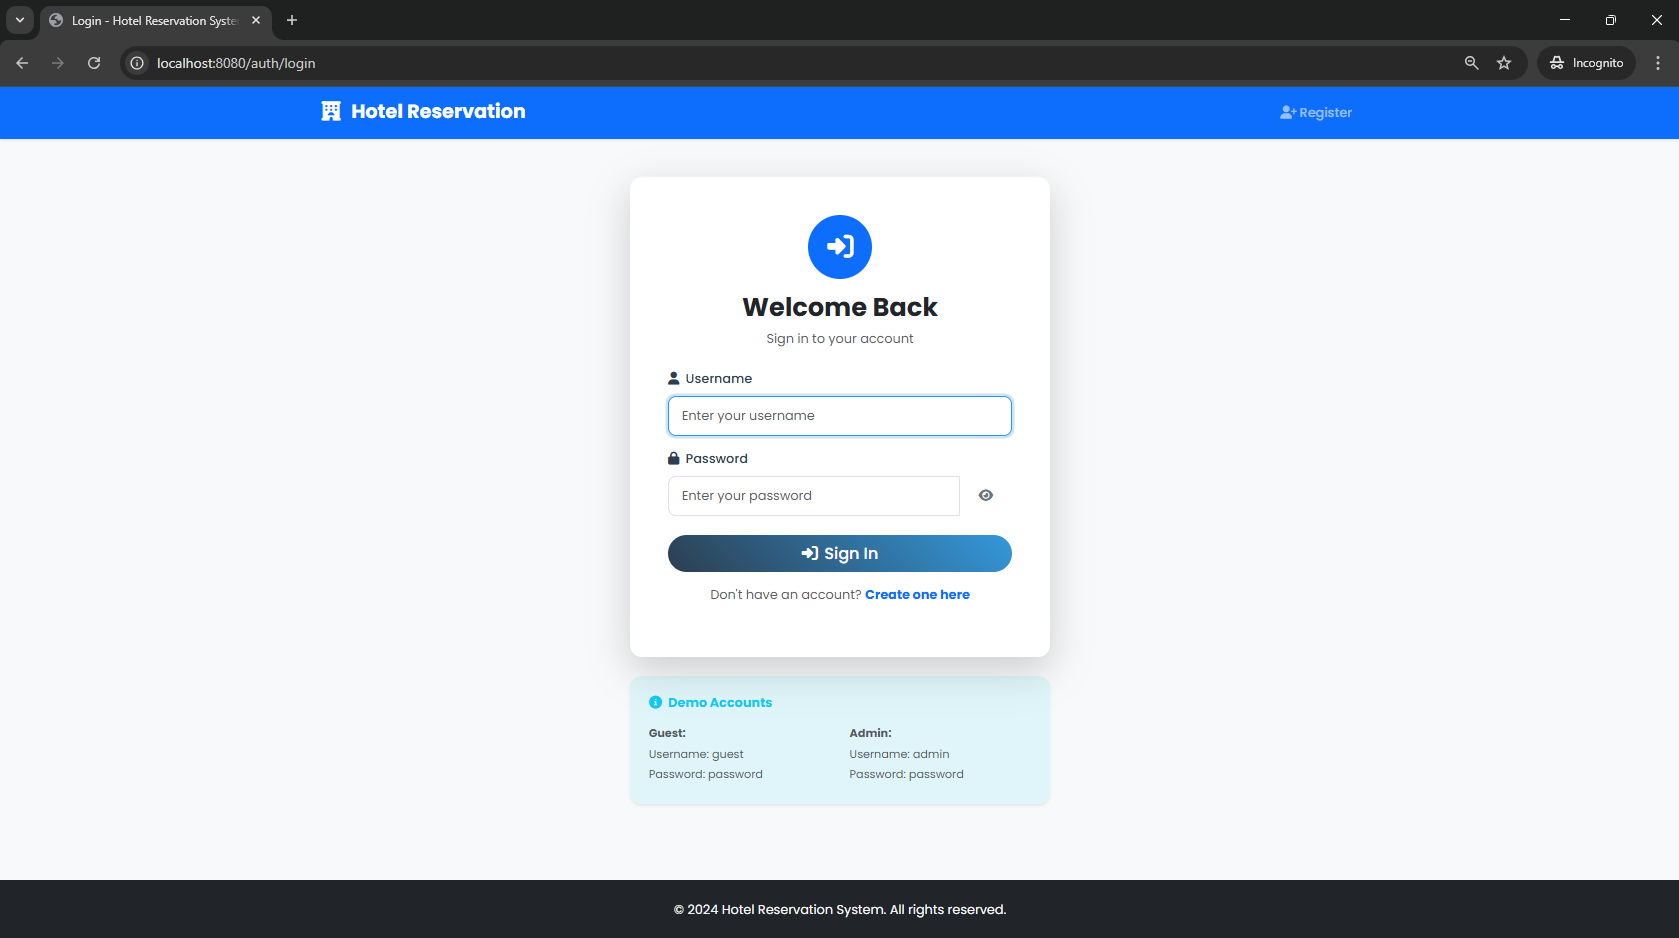 Login - Hotel Reservation Syste
localhost:8080/auth/login
Incognito
Hotel Reservation
Register
Welcome Back
Sign in to your account
Username
Enter your username
Password
Enter your password
Sign In
Don't have an account? Create one here
Demo Accounts
Guest:
Username: guest
Password: password
Admin:
Username: admin
Password: password
© 2024 Hotel Reservation System. All rights reserved.